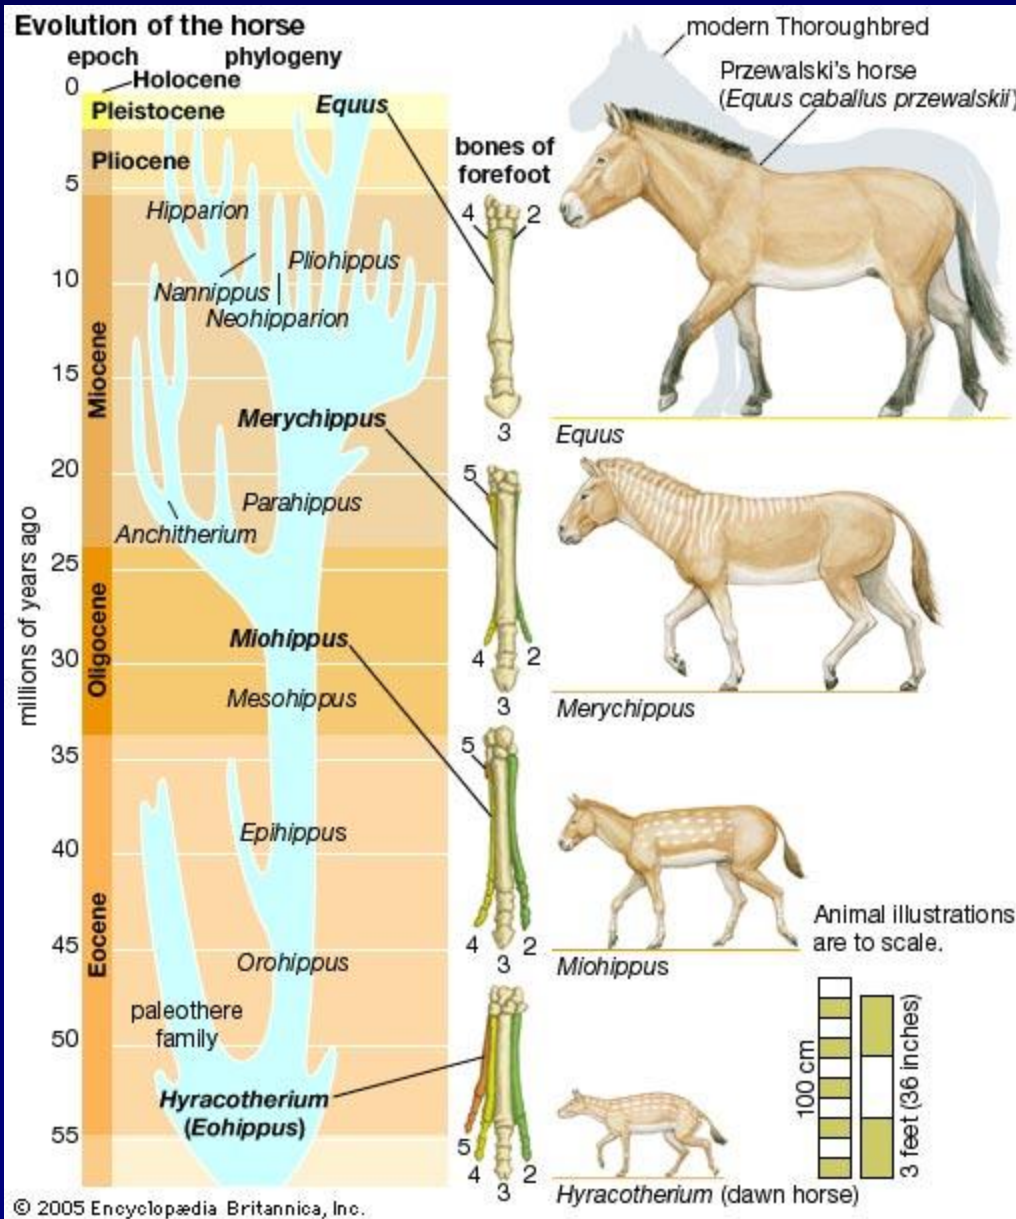 Evolution of the horse
epoch
phylogeny
0
Holocene
Pleistocene
Equus
Pliocene
5
Hipparion
Pliohippus
Nannippus
10
Neohipparion
Miocene
15
Merychippus
20
Parahippus
Anchitherium
25
Oligocene
Miohippus
30
Mesohippus
35
Epihippus
40
Eocene
45
Orohippus
paleothere
family
50
Hyracotherium
(Eohippus)
55
millions of years ago
bones of
forefoot
4 2
3
5
4 2
3
5
4 2
3
5
4 2
3
modern Thoroughbred
Przewalski's horse
(Equus caballus przewalskii)
Equus
Merychippus
Miohippus
Animal illustrations
are to scale.
100 cm
3 feet (36 inches)
Hyracotherium (dawn horse)
© 2005 Encyclopædia Britannica, Inc.